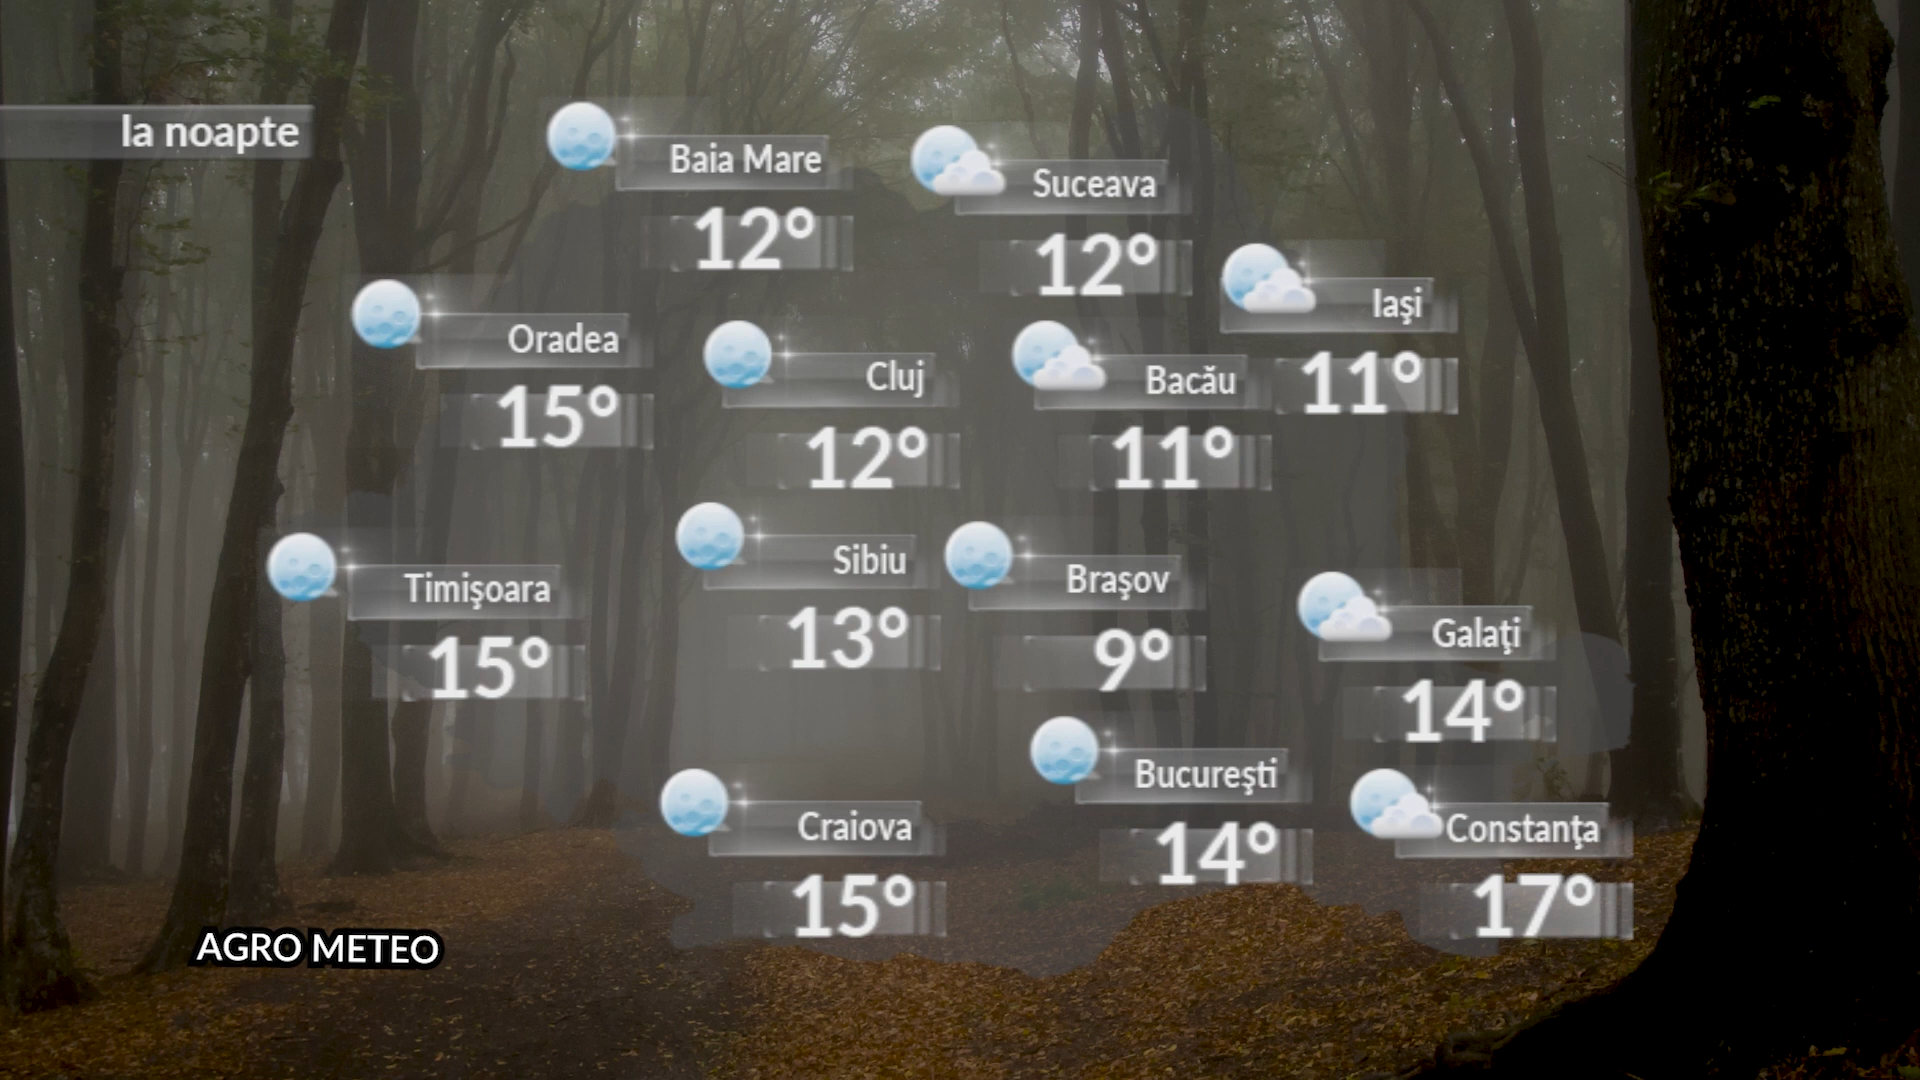 la noapte
Baia Mare
12°
Suceava
12°
Iaşi
11°
Oradea
15°
Cluj
12°
Bacău
11°
Timişoara
15°
Sibiu
13°
Braşov
9°
Galaţi
14°
Bucureşti
14°
Craiova
15°
Constanţa
17°
AGRO METEO